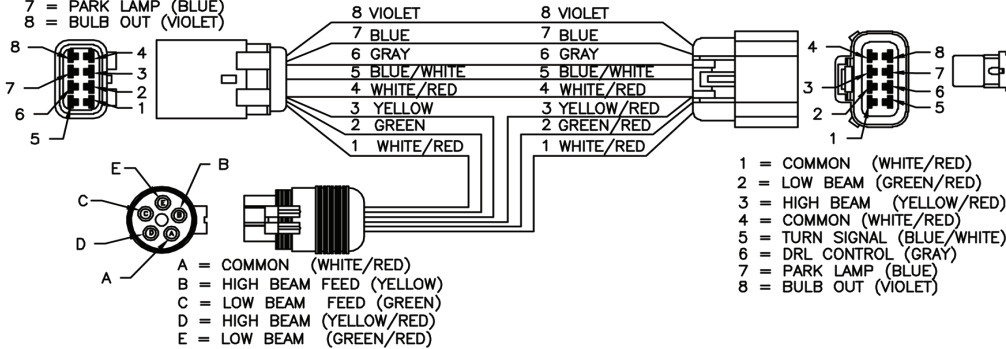 7 = PARK LAMP (BLUE)
8 = BULB OUT (VIOLET)
8
7
6
5
4
3
2
1
8 VIOLET
7 BLUE
6 GRAY
5 BLUE/WHITE
4 WHITE/RED
3 YELLOW
2 GREEN
1 WHITE/RED
8 VIOLET
7 BLUE
6 GRAY
5 BLUE/WHITE
4 WHITE/RED
3 YELLOW/RED
2 GREEN/RED
1 WHITE/RED
4
3
2
1
8
7
6
5
1 = COMMON (WHITE/RED)
2 = LOW BEAM (GREEN/RED)
3 = HIGH BEAM (YELLOW/RED)
4 = COMMON (WHITE/RED)
5 = TURN SIGNAL (BLUE/WHITE)
6 = DRL CONTROL (GRAY)
7 = PARK LAMP (BLUE)
8 = BULB OUT (VIOLET)
E
B
C
D
A
E
C
B
D
A
A = COMMON (WHITE/RED)
B = HIGH BEAM FEED (YELLOW)
C = LOW BEAM FEED (GREEN)
D = HIGH BEAM (YELLOW/RED)
E = LOW BEAM (GREEN/RED)